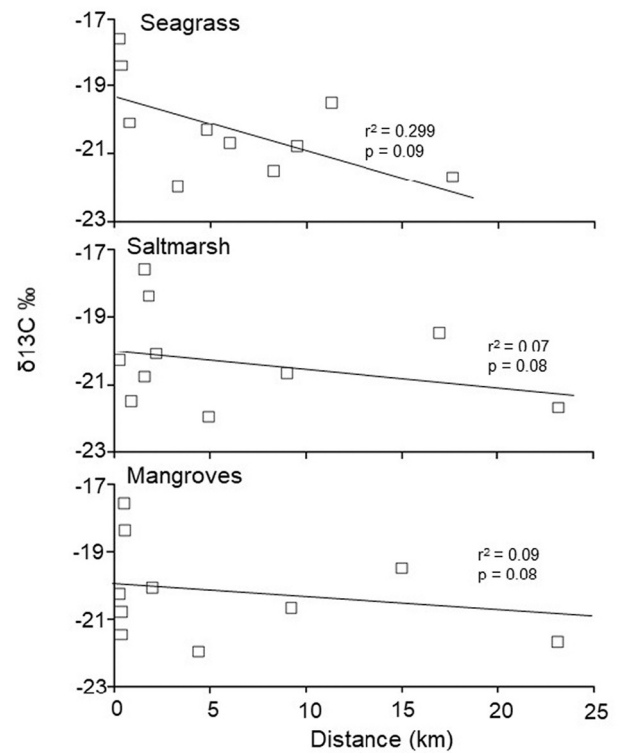 Seagrass
-17
-19
-21
-23
r² = 0.299
p = 0.09
Saltmarsh
-17
-19
-21
-23
r² = 0.07
p = 0.08
δ13C ‰
Mangroves
-17
-19
-21
-23
r² = 0.09
p = 0.08
0 5 10 15 20 25
Distance (km)